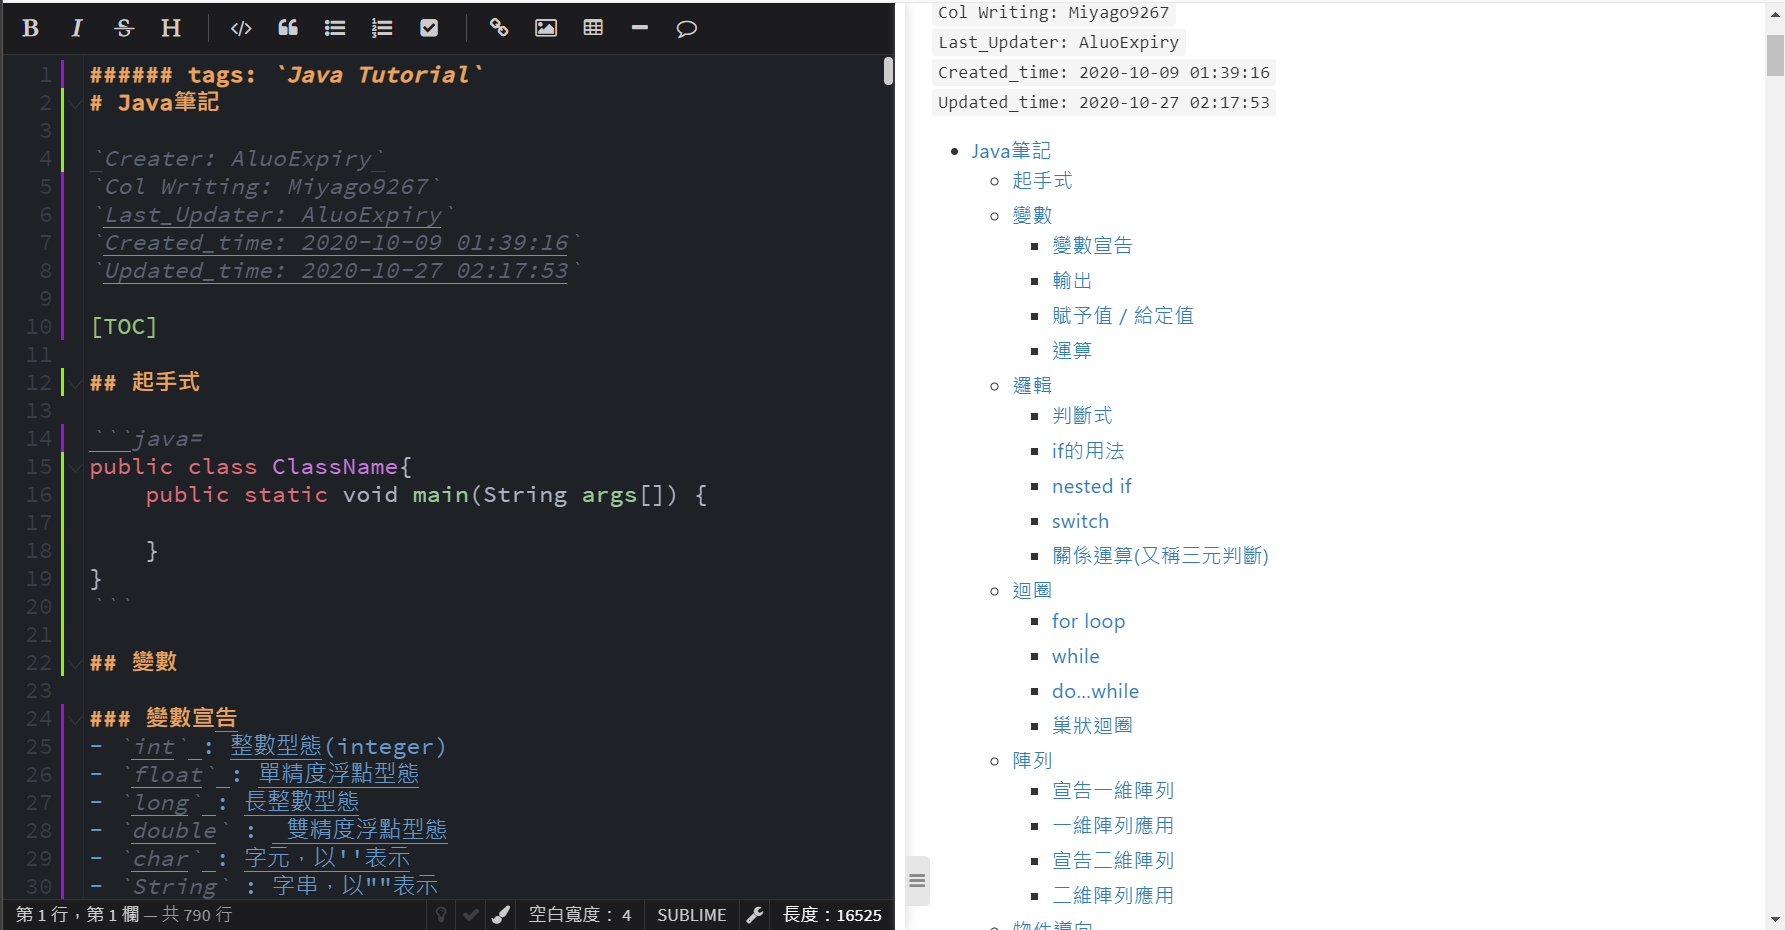 B I S H </>
1 ###### tags: `Java Tutorial`
2 # Java筆記
3
4 `Creater: AluoExpiry`
5 `Col Writing: Miyago9267`
6 `Last_Updater: AluoExpiry`
7 `Created_time: 2020-10-09 01:39:16`
8 `Updated_time: 2020-10-27 02:17:53`
9
10 [TOC]
11
12 ## 起手式
13
14 ```java=
15 public class ClassName{
16 public static void main(String args[]) {
17
18 }
19 }
20 ```
21
22 ## 變數
23
24 ### 變數宣告
25 - `int` : 整數型態(integer)
26 - `float` : 單精度浮點型態
27 - `long` : 長整數型態
28 - `double` : 雙精度浮點型態
29 - `char` : 字元，以''表示
30 - `String` : 字串，以""表示
第 1 行，第 1 欄 — 共 790 行
空白寬度： 4
SUBLIME
長度：16525
Col Writing: Miyago9267
Last_Updater: AluoExpiry
Created_time: 2020-10-09 01:39:16
Updated_time: 2020-10-27 02:17:53
Java筆記
起手式
變數
變數宣告
輸出
賦予值 / 給定值
運算
邏輯
判斷式
if的用法
nested if
switch
關係運算(又稱三元判斷)
迴圈
for loop
while
do...while
巢狀迴圈
陣列
宣告一維陣列
一維陣列應用
宣告二維陣列
二維陣列應用
物件導向